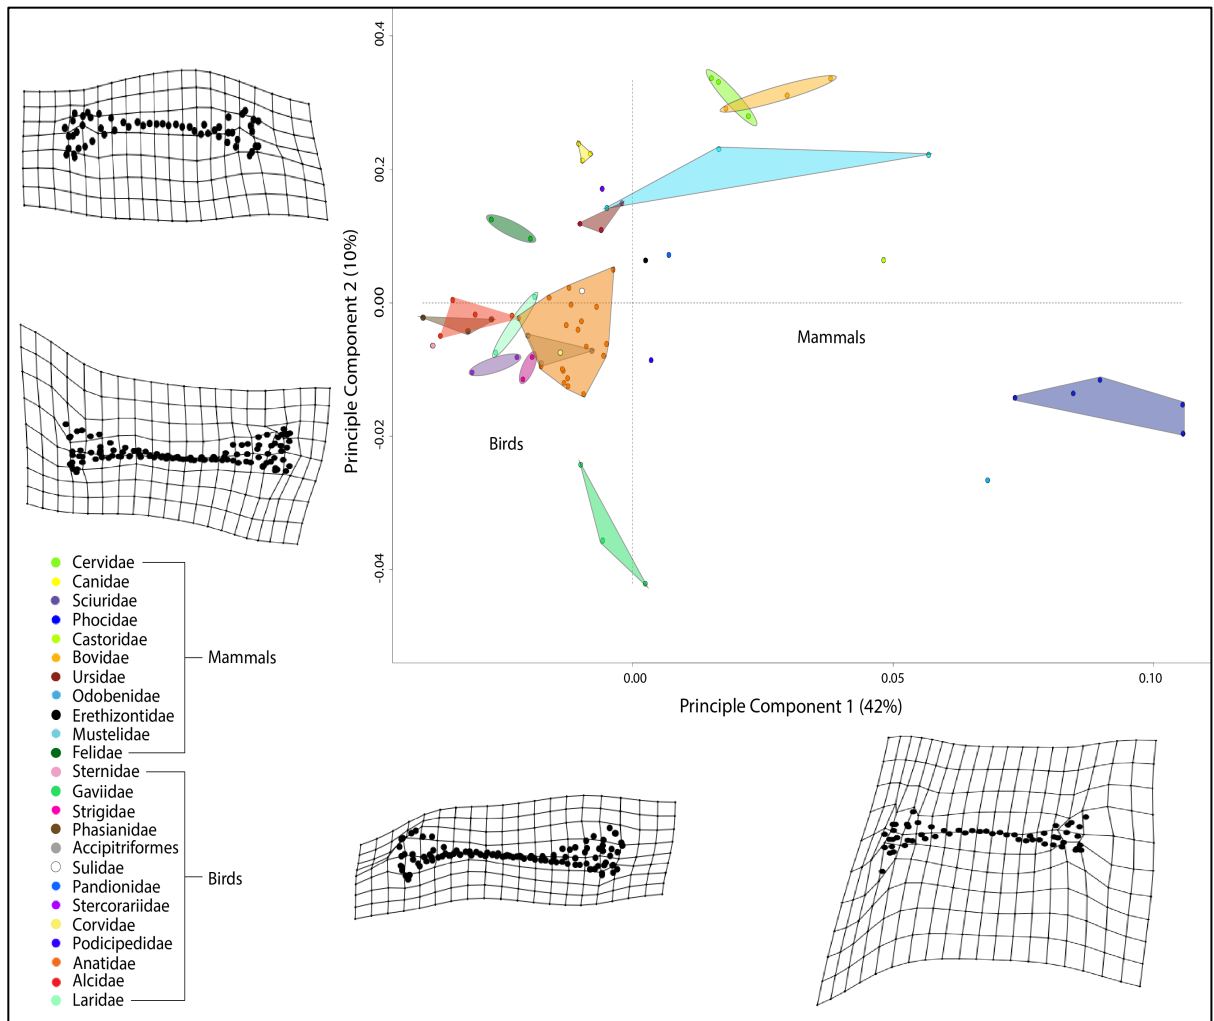 00.4
00.2
0.00
-0.02
-0.04
Principle Component 2 (10%)
Mammals
Birds
0.00
0.05
0.10
Principle Component 1 (42%)
Cervidae
Canidae
Sciuridae
Phocidae
Castoridae
Bovidae
Ursidae
Odobenidae
Erethizontidae
Mustelidae
Felidae
Mammals
Sternidae
Gaviidae
Strigidae
Phasianidae
Accipitriformes
Sulidae
Pandionidae
Stercorariidae
Corvidae
Podicipedidae
Anatidae
Alcidae
Laridae
Birds